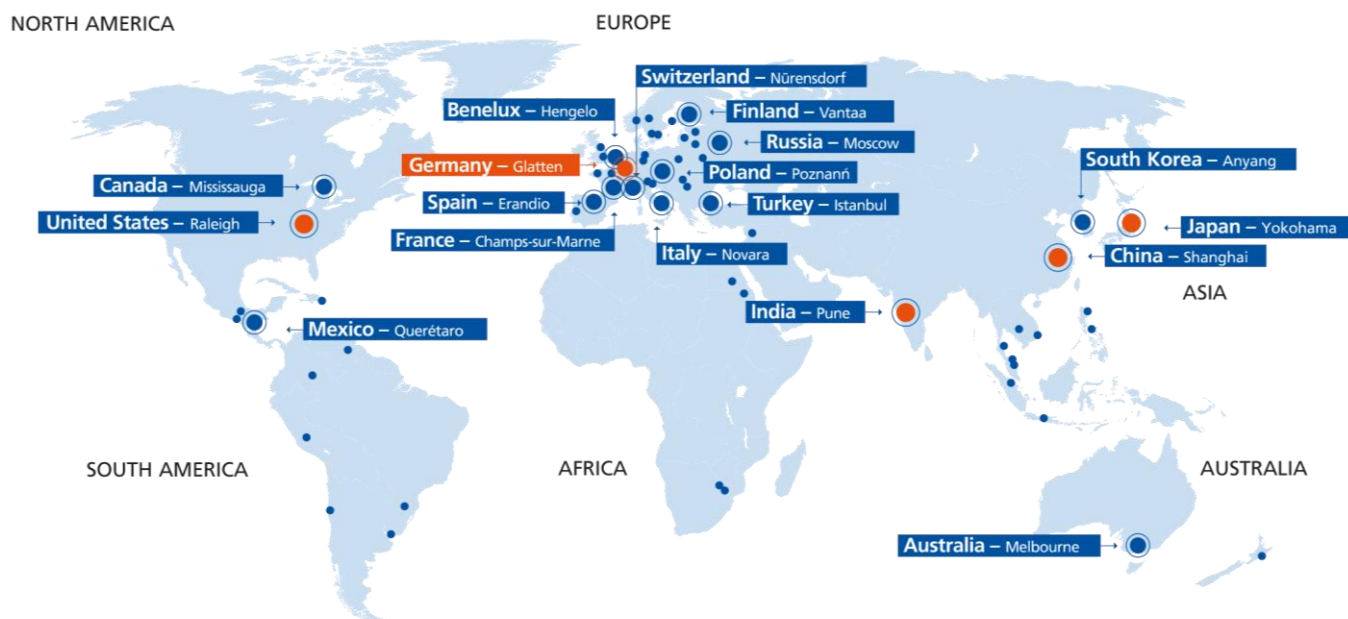 NORTH AMERICA
EUROPE
Switzerland – Nürensdorf
Benelux – Hengelo
Finland – Vantaa
Russia – Moscow
Germany – Glatten
South Korea – Anyang
Canada – Mississauga
Poland – Poznanń
Spain – Erandio
Turkey – Istanbul
United States – Raleigh
Japan – Yokohama
France – Champs-sur-Marne
Italy – Novara
China – Shanghai
ASIA
India – Pune
Mexico – Querétaro
SOUTH AMERICA
AFRICA
AUSTRALIA
Australia – Melbourne